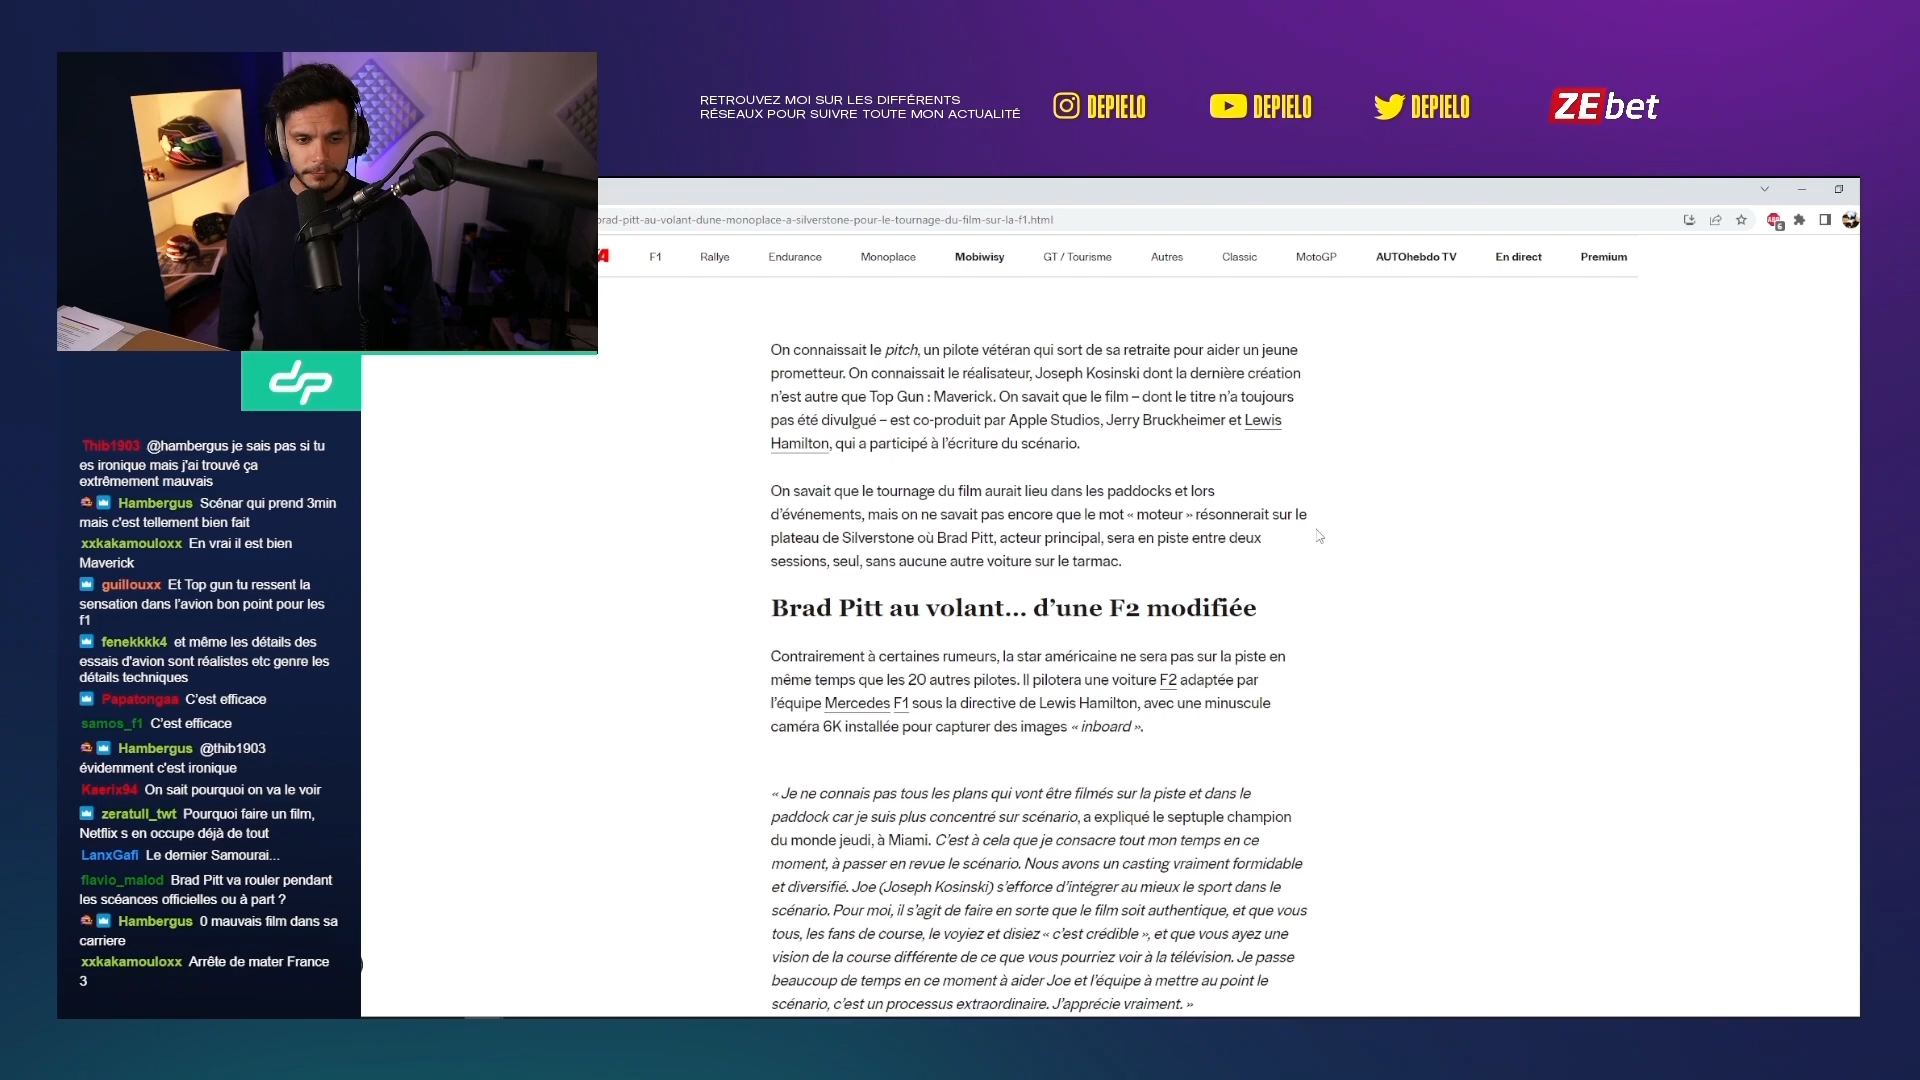 RETROUVEZ MOI SUR LES DIFFÉRENTS
RÉSEAUX POUR SUIVRE TOUTE MON ACTUALITÉ
DEPIELO
DEPIELO
DEPIELO
ZEbet
brad-pitt-au-volant-dune-monoplace-a-silverstone-pour-le-tournage-du-film-sur-la-f1.html
F1 Rallye Endurance Monoplace Mobiwisy GT / Tourisme Autres Classic MotoGP AUTOhebdo TV En direct Premium
On connaissait le pitch, un pilote vétéran qui sort de sa retraite pour aider un jeune
prometteur. On connaissait le réalisateur, Joseph Kosinski dont la dernière création
n'est autre que Top Gun : Maverick. On savait que le film – dont le titre n'a toujours
pas été divulgué – est co-produit par Apple Studios, Jerry Bruckheimer et Lewis
Hamilton, qui a participé à l'écriture du scénario.
On savait que le tournage du film aurait lieu dans les paddocks et lors
d'événements, mais on ne savait pas encore que le mot « moteur » résonnerait sur le
plateau de Silverstone où Brad Pitt, acteur principal, sera en piste entre deux
sessions, seul, sans aucune autre voiture sur le tarmac.
Brad Pitt au volant... d'une F2 modifiée
Contrairement à certaines rumeurs, la star américaine ne sera pas sur la piste en
même temps que les 20 autres pilotes. Il pilotera une voiture F2 adaptée par
l'équipe Mercedes F1 sous la directive de Lewis Hamilton, avec une minuscule
caméra 6K installée pour capturer des images « inboard ».
« Je ne connais pas tous les plans qui vont être filmés sur la piste et dans le
paddock car je suis plus concentré sur scénario, a expliqué le septuple champion
du monde jeudi, à Miami. C'est à cela que je consacre tout mon temps en ce
moment, à passer en revue le scénario. Nous avons un casting vraiment formidable
et diversifié. Joe (Joseph Kosinski) s'efforce d'intégrer au mieux le sport dans le
scénario. Pour moi, il s'agit de faire en sorte que le film soit authentique, et que vous
tous, les fans de course, le voyiez et disiez « c'est crédible », et que vous ayez une
vision de la course différente de ce que vous pourriez voir à la télévision. Je passe
beaucoup de temps en ce moment à aider Joe et l'équipe à mettre au point le
scénario, c'est un processus extraordinaire. J'apprécie vraiment. »
dp
Thib1903 @hambergus je sais pas si tu
es ironique mais j'ai trouvé ça
extrêmement mauvais
Hambergus Scénar qui prend 3min
mais c'est tellement bien fait
xxkakamouloxx En vrai il est bien
Maverick
guillouxx Et Top gun tu ressent la
sensation dans l'avion bon point pour les
f1
fenekkkk4 et même les détails des
essais d'avion sont réalistes etc genre les
détails techniques
Papatongaa C'est efficace
samos_f1 C'est efficace
Hambergus @thib1903
évidemment c'est ironique
Kaerix94 On sait pourquoi on va le voir
zeratull_twt Pourquoi faire un film,
Netflix s en occupe déjà de tout
LanxGafi Le dernier Samourai...
flavio_malod Brad Pitt va rouler pendant
les scéances officielles ou à part ?
Hambergus 0 mauvais film dans sa
carriere
xxkakamouloxx Arrête de mater France
3